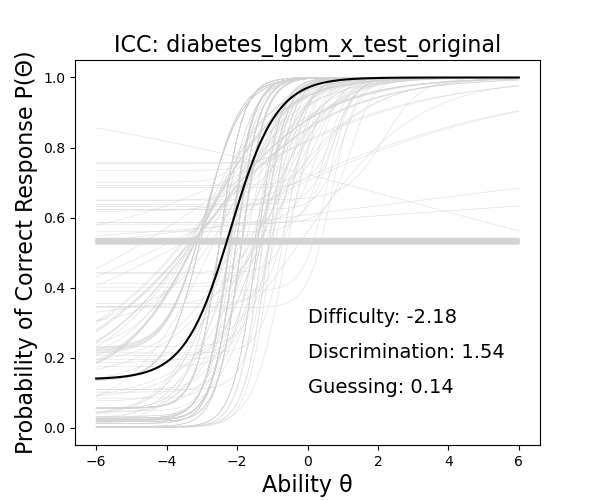 ICC: diabetes_lgbm_x_test_original
Probability of Correct Response P(Θ)
1.0
0.8
0.6
0.4
0.2
0.0
Difficulty: -2.18
Discrimination: 1.54
Guessing: 0.14
−6 −4 −2 0 2 4 6
Ability θ